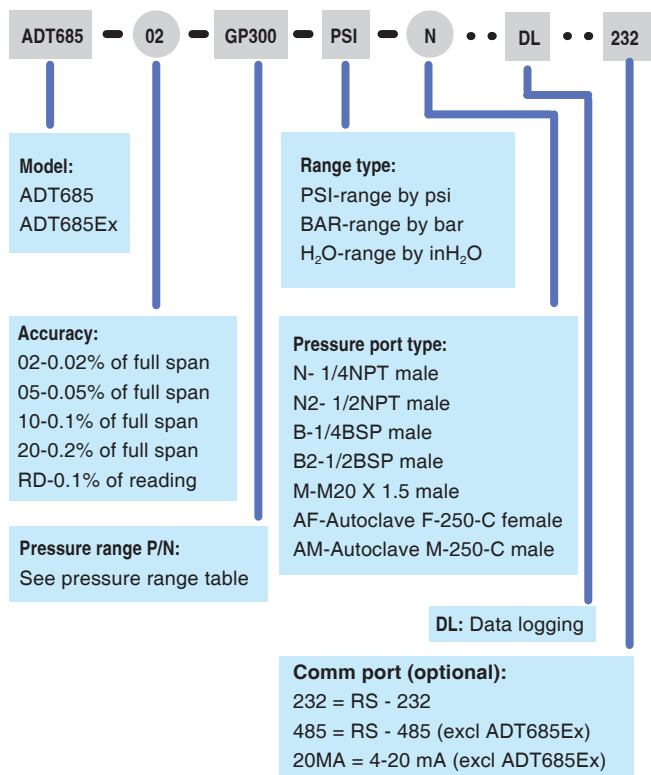 ADT685 – 02 – GP300 – PSI – N •• DL •• 232
Model:
ADT685
ADT685Ex
Range type:
PSI-range by psi
BAR-range by bar
H₂O-range by inH₂O
Accuracy:
02-0.02% of full span
05-0.05% of full span
10-0.1% of full span
20-0.2% of full span
RD-0.1% of reading
Pressure port type:
N- 1/4NPT male
N2- 1/2NPT male
B-1/4BSP male
B2-1/2BSP male
M-M20 X 1.5 male
AF-Autoclave F-250-C female
AM-Autoclave M-250-C male
Pressure range P/N:
See pressure range table
DL: Data logging
Comm port (optional):
232 = RS - 232
485 = RS - 485 (excl ADT685Ex)
20MA = 4-20 mA (excl ADT685Ex)